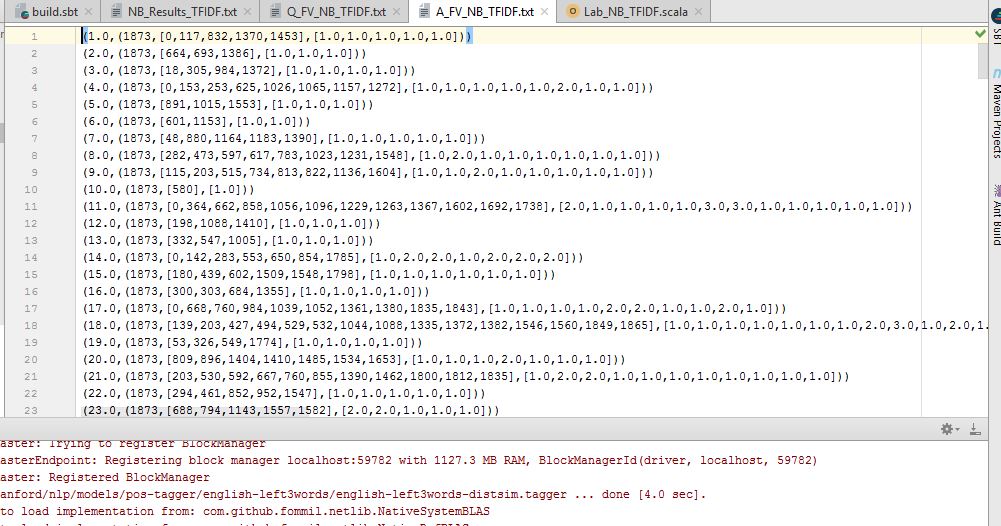 build.sbt NB_Results_TFIDF.txt Q_FV_NB_TFIDF.txt A_FV_NB_TFIDF.txt Lab_NB_TFIDF.scala
1 (1.0,(1873,[0,117,832,1370,1453],[1.0,1.0,1.0,1.0,1.0]))
2 (2.0,(1873,[664,693,1386],[1.0,1.0,1.0]))
3 (3.0,(1873,[18,305,984,1372],[1.0,1.0,1.0,1.0]))
4 (4.0,(1873,[0,153,253,625,1026,1065,1157,1272],[1.0,1.0,1.0,1.0,1.0,2.0,1.0,1.0]))
5 (5.0,(1873,[891,1015,1553],[1.0,1.0,1.0]))
6 (6.0,(1873,[601,1153],[1.0,1.0]))
7 (7.0,(1873,[48,880,1164,1183,1390],[1.0,1.0,1.0,1.0,1.0]))
8 (8.0,(1873,[282,473,597,617,783,1023,1231,1548],[1.0,2.0,1.0,1.0,1.0,1.0,1.0,1.0]))
9 (9.0,(1873,[115,203,515,734,813,822,1136,1604],[1.0,1.0,2.0,1.0,1.0,1.0,1.0,1.0]))
10 (10.0,(1873,[580],[1.0]))
11 (11.0,(1873,[0,364,662,858,1056,1096,1229,1263,1367,1602,1692,1738],[2.0,1.0,1.0,1.0,1.0,3.0,3.0,1.0,1.0,1.0,1.0,1.0]))
12 (12.0,(1873,[198,1088,1410],[1.0,1.0,1.0]))
13 (13.0,(1873,[332,547,1005],[1.0,1.0,1.0]))
14 (14.0,(1873,[0,142,283,553,650,854,1785],[1.0,2.0,2.0,1.0,2.0,2.0,2.0]))
15 (15.0,(1873,[180,439,602,1509,1548,1798],[1.0,1.0,1.0,1.0,1.0,1.0]))
16 (16.0,(1873,[300,303,684,1355],[1.0,1.0,1.0,1.0]))
17 (17.0,(1873,[0,668,760,984,1039,1052,1361,1380,1835,1843],[1.0,1.0,1.0,1.0,2.0,2.0,1.0,1.0,2.0,1.0]))
18 (18.0,(1873,[139,203,427,494,529,532,1044,1088,1335,1372,1382,1546,1560,1849,1865],[1.0,1.0,1.0,1.0,1.0,1.0,1.0,2.0,3.0,1.0,2.0,1.
19 (19.0,(1873,[53,326,549,1774],[1.0,1.0,1.0,1.0]))
20 (20.0,(1873,[809,896,1404,1410,1485,1534,1653],[1.0,1.0,1.0,2.0,1.0,1.0,1.0]))
21 (21.0,(1873,[203,530,592,667,760,855,1390,1462,1800,1812,1835],[1.0,2.0,2.0,1.0,1.0,1.0,1.0,1.0,1.0,1.0,2.0]))
22 (22.0,(1873,[294,461,852,952,1547],[1.0,1.0,1.0,1.0,1.0]))
23 (23.0,(1873,[688,794,1143,1557,1582],[2.0,2.0,1.0,1.0,1.0]))
SBT
Maven Projects
Ant Build
aster: Trying to register BlockManager
asterEndpoint: Registering block manager localhost:59782 with 1127.3 MB RAM, BlockManagerId(driver, localhost, 59782)
aster: Registered BlockManager
anford/nlp/models/pos-tagger/english-left3words/english-left3words-distsim.tagger ... done [4.0 sec].
to load implementation from: com.github.fommil.netlib.NativeSystemBLAS